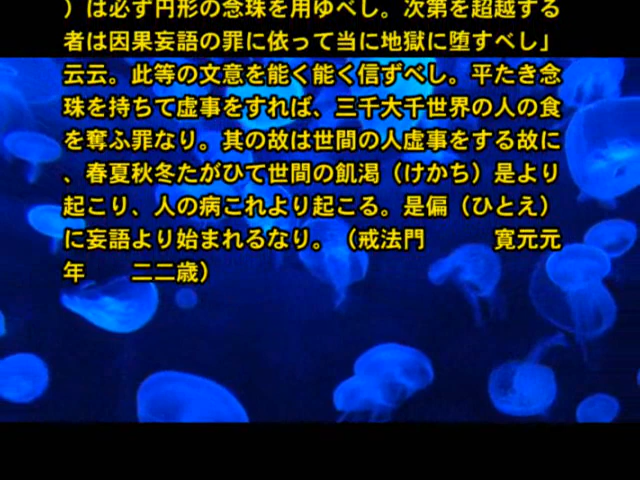 ）は必ず円形の念珠を用ゆべし。次第を超越する
者は因果妄語の罪に依って当に地獄に堕すべし」
云云。此等の文意を能く能く信ずべし。平たき念
珠を持ちて虚事をすれば、三千大千世界の人の食
を奪ふ罪なり。其の故は世間の人虚事をする故に
、春夏秋冬たがひて世間の飢渇（けかち）是より
起こり、人の病これより起こる。是偏（ひとえ）
に妄語より始まれるなり。（戒法門　　　寛元元
年　　二二歳）